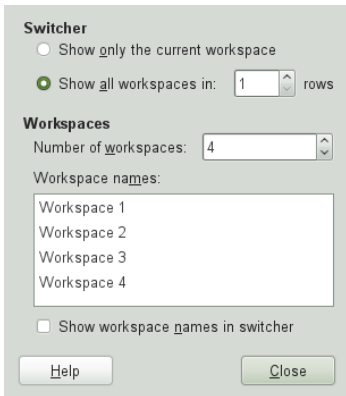 Switcher
Show only the current workspace
Show all workspaces in: 1 rows
Workspaces
Number of workspaces: 4
Workspace names:
Workspace 1
Workspace 2
Workspace 3
Workspace 4
Show workspace names in switcher
Help Close